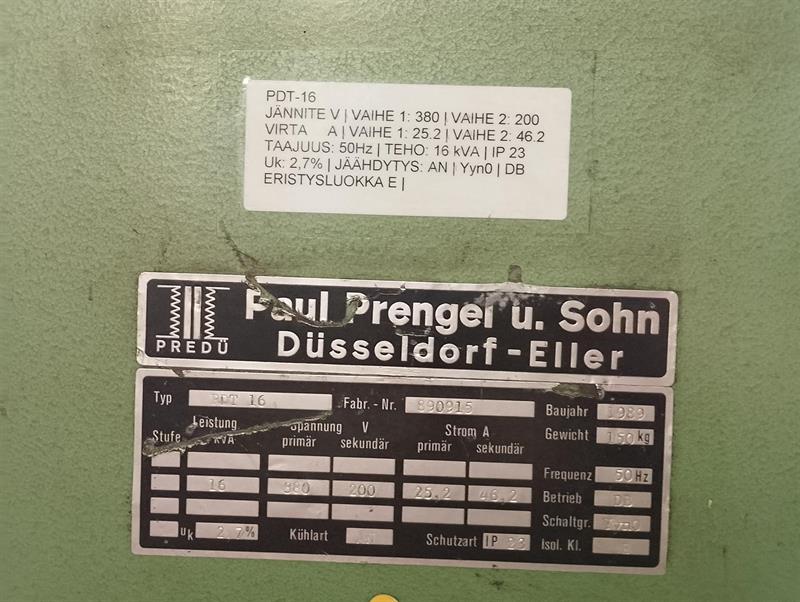 PDT-16
JÄNNITE V | VAIHE 1: 380 | VAIHE 2: 200
VIRTA A | VAIHE 1: 25.2 | VAIHE 2: 46.2
TAAJUUS: 50Hz | TEHO: 16 kVA | IP 23
Uk: 2,7% | JÄÄHDYTYS: AN | Yyn0 | DB
ERISTYSLUOKKA E |
PREDÜ
Paul Prengel u. Sohn
Düsseldorf-Eller
Typ PDT 16 Fabr.-Nr. 890915 Baujahr 1989
Leistung Spannung V Strom A Gewicht 150 kg
Stufe kVA primär sekundär primär sekundär
Frequenz 50 Hz
16 380 200 25,2 46,2 Betrieb DB
Schaltgr. Yyn0
uk 2,7% Kühlart AN Schutzart IP 23 Isol. Kl. E